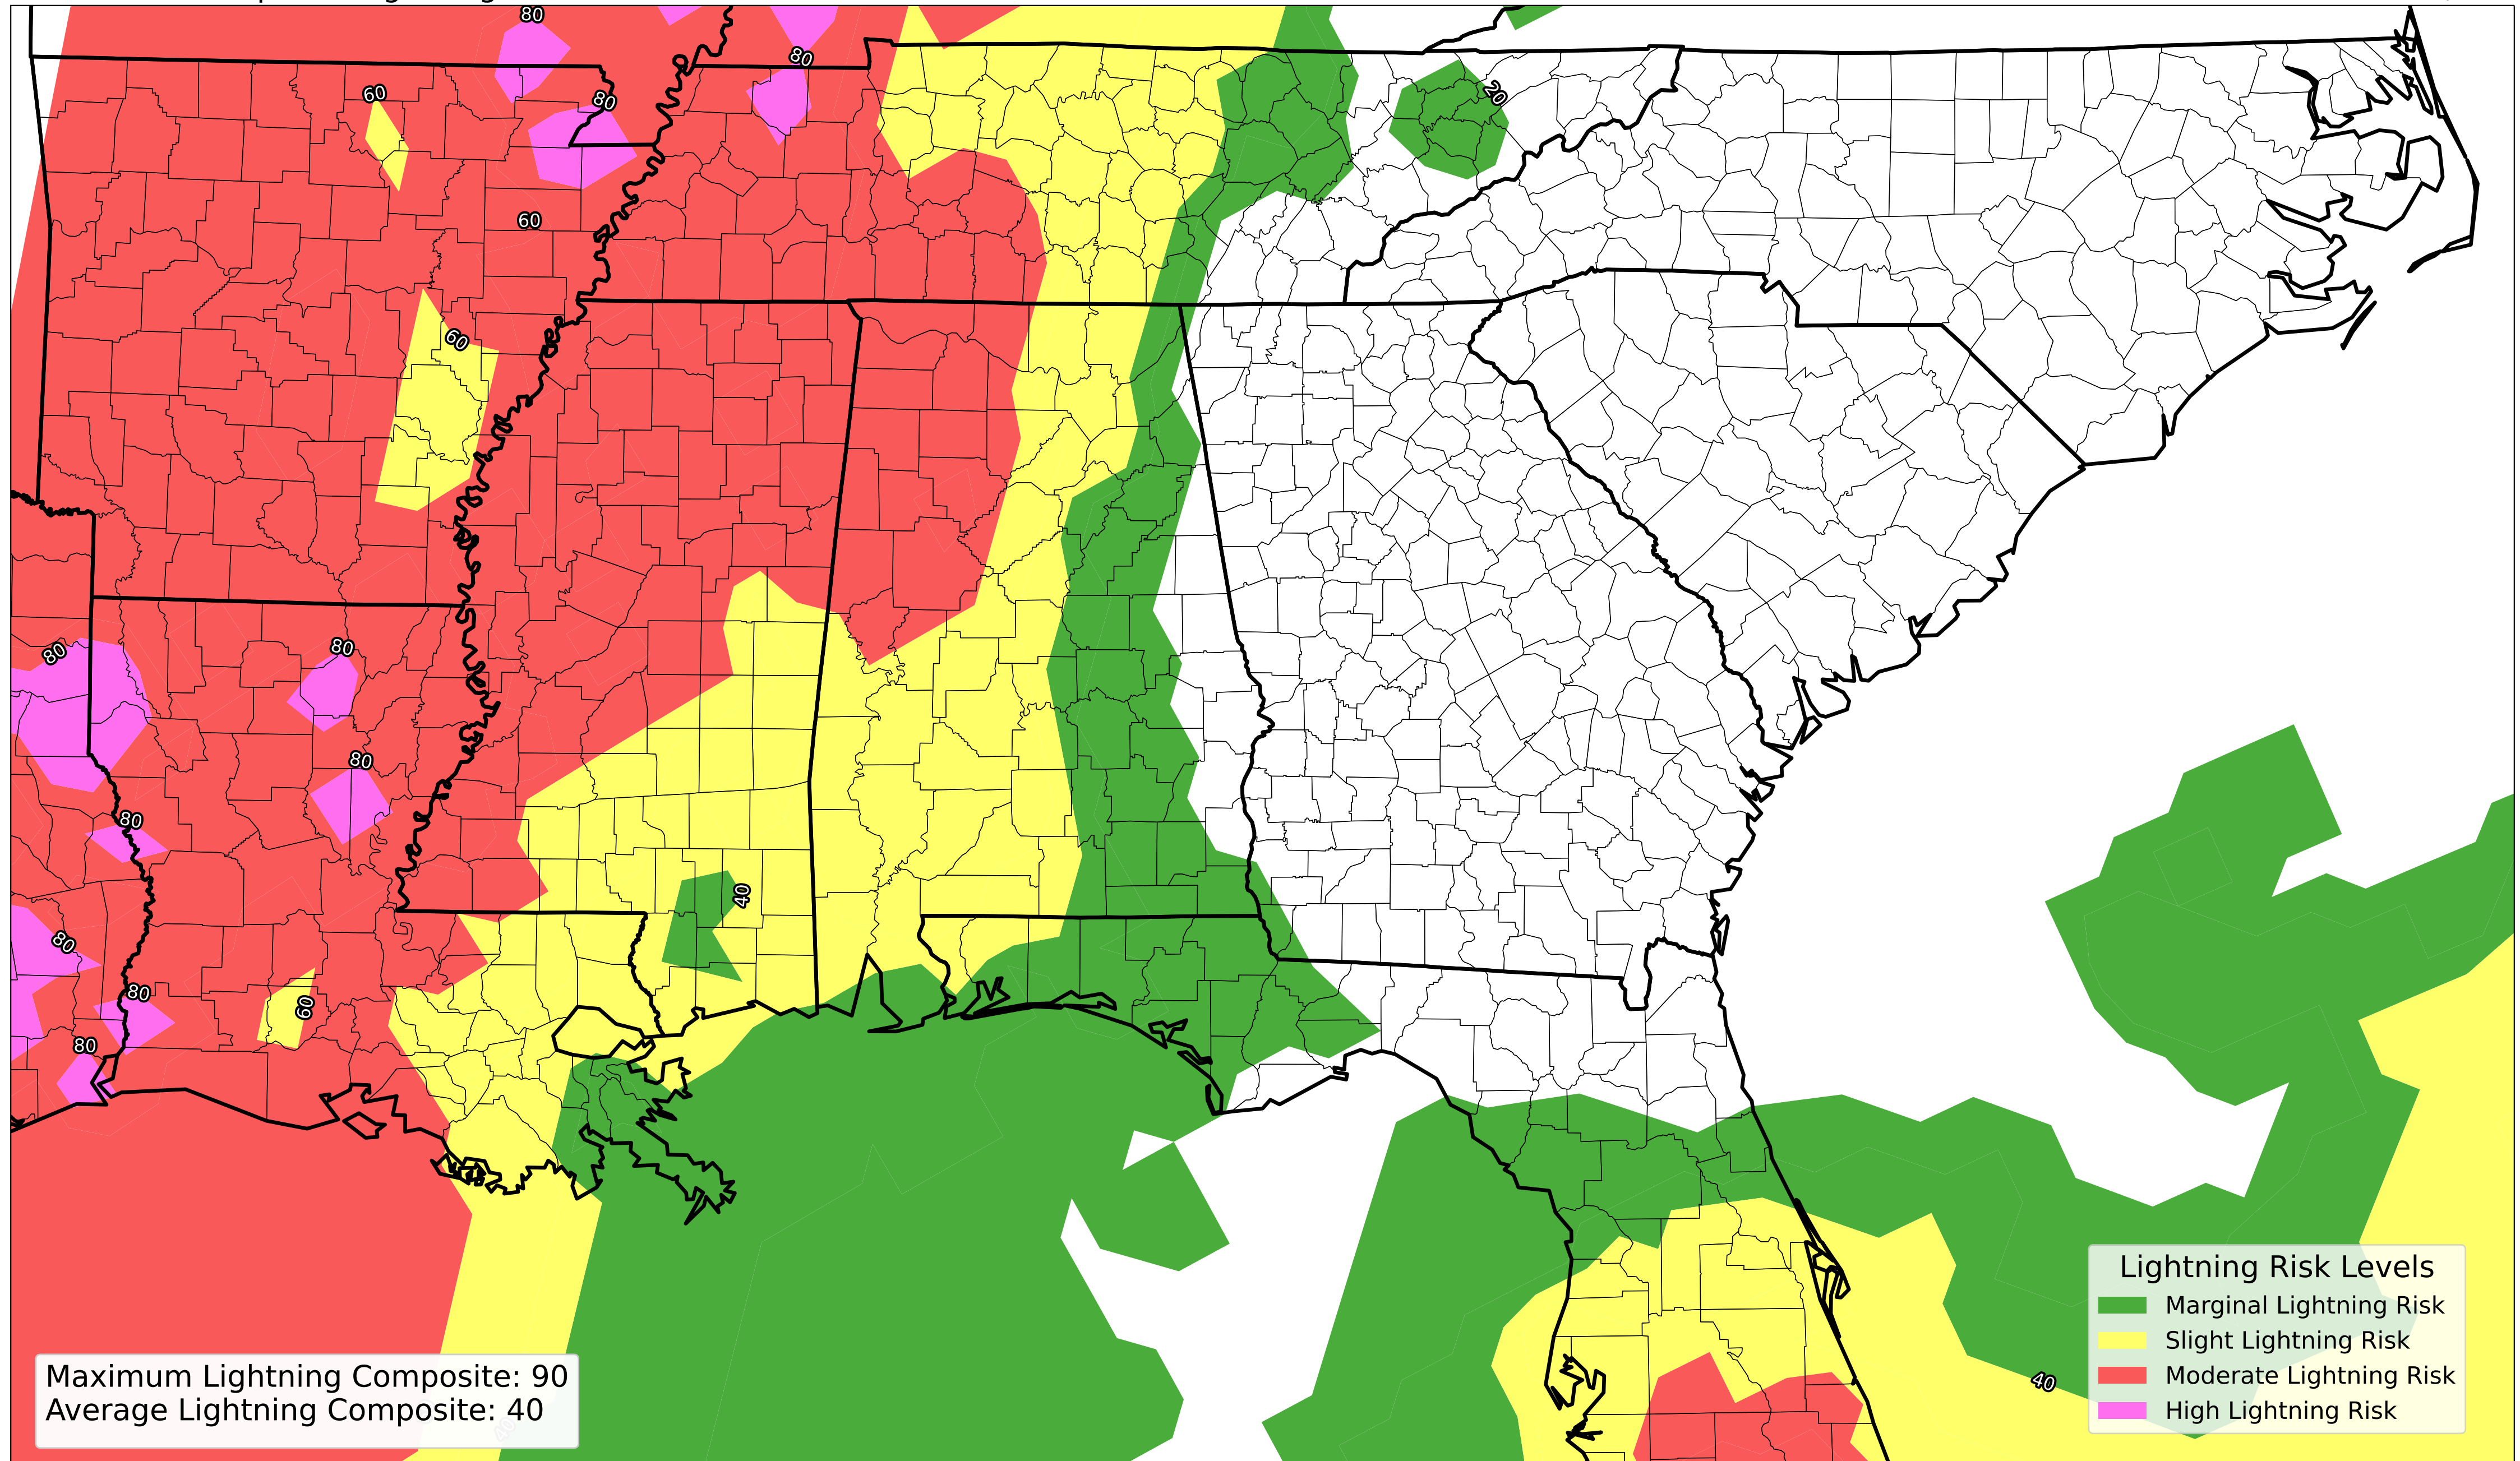 80
80
60
80
20
60
60
80
80
80
80
40
80
80
60
80
40
Lightning Risk Levels
Marginal Lightning Risk
Slight Lightning Risk
Moderate Lightning Risk
High Lightning Risk
Maximum Lightning Composite: 90
Average Lightning Composite: 40